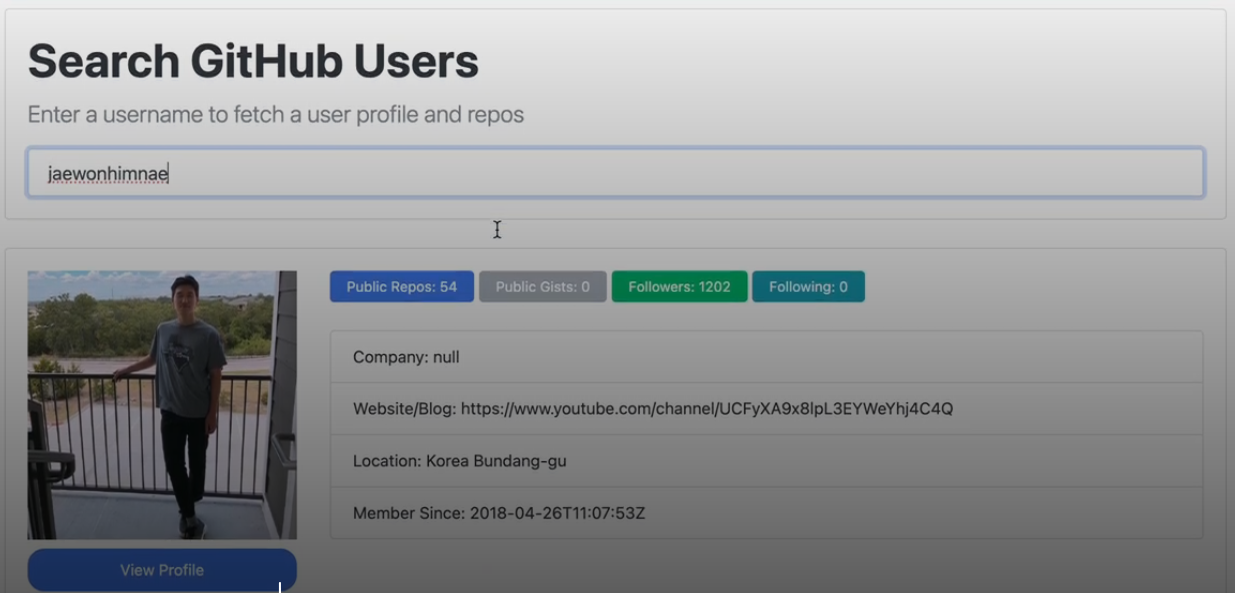 Search GitHub Users
Enter a username to fetch a user profile and repos
jaewonhimnae
Public Repos: 54 Public Gists: 0 Followers: 1202 Following: 0
Company: null
Website/Blog: https://www.youtube.com/channel/UCFyXA9x8lpL3EYWeYhj4C4Q
Location: Korea Bundang-gu
Member Since: 2018-04-26T11:07:53Z
View Profile